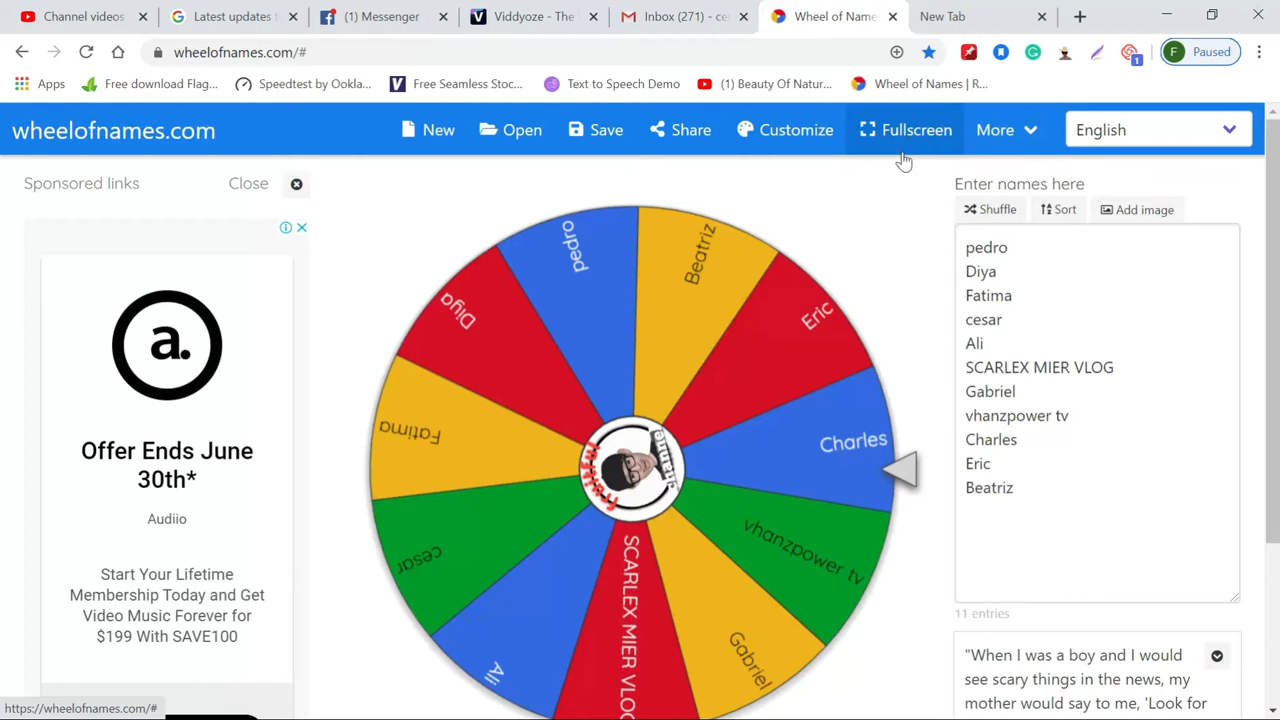 Channel videos
Latest updates t
(1) Messenger
Viddyoze - The
Inbox (271) - ce
Wheel of Name
New Tab
wheelofnames.com/#
Paused
Apps
Free download Flag...
Speedtest by Ookla...
Free Seamless Stoc...
Text to Speech Demo
(1) Beauty Of Natur...
Wheel of Names | R...
wheelofnames.com
New
Open
Save
Share
Customize
Fullscreen
More
English
Sponsored links
Close
Enter names here
Shuffle
Sort
Add image
a.
Offer Ends June
30th*
Audiio
Start Your Lifetime
Membership Today and Get
Video Music Forever for
$199 With SAVE100
pedro
Beatriz
Eric
Charles
vhanzpower tv
Gabriel
SCARLEX MIER VLOG
Ali
cesar
Fatima
Diya
pedro
Diya
Fatima
cesar
Ali
SCARLEX MIER VLOG
Gabriel
vhanzpower tv
Charles
Eric
Beatriz
11 entries
"When I was a boy and I would
see scary things in the news, my
mother would say to me, 'Look for
https://wheelofnames.com/#